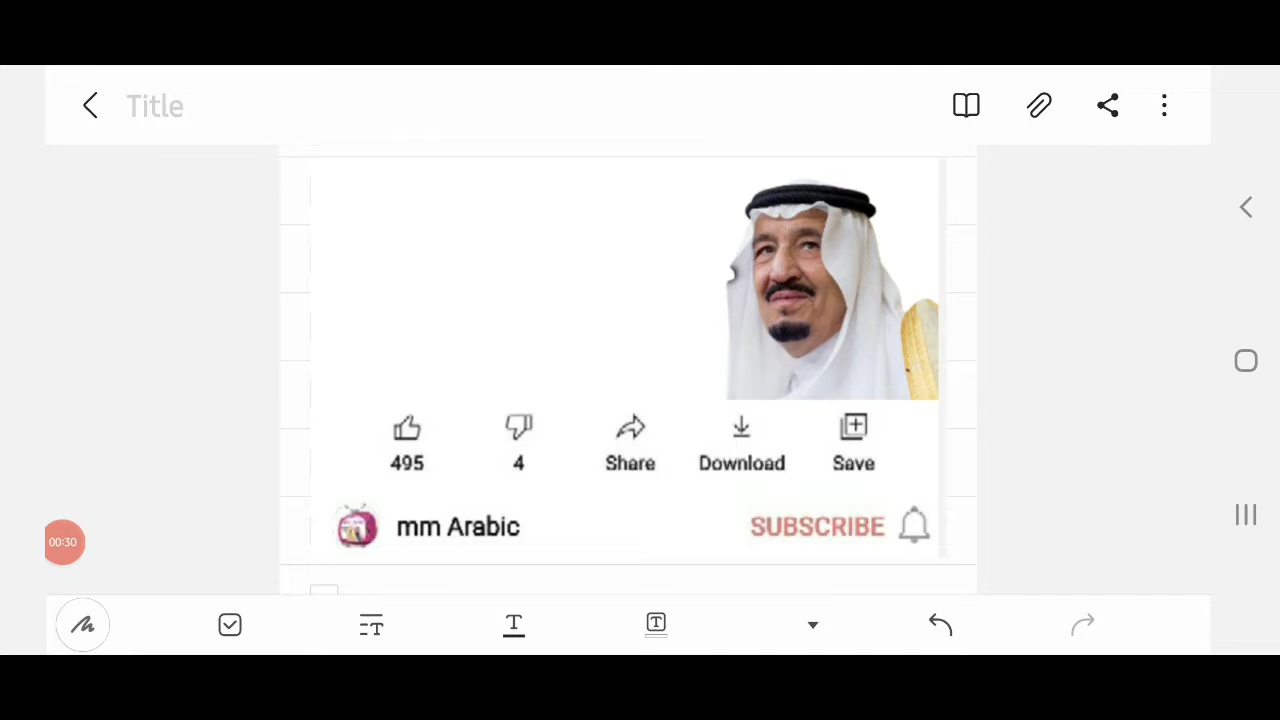 Title
495 4 Share Download Save
mm Arabic SUBSCRIBE
00:30
T T T